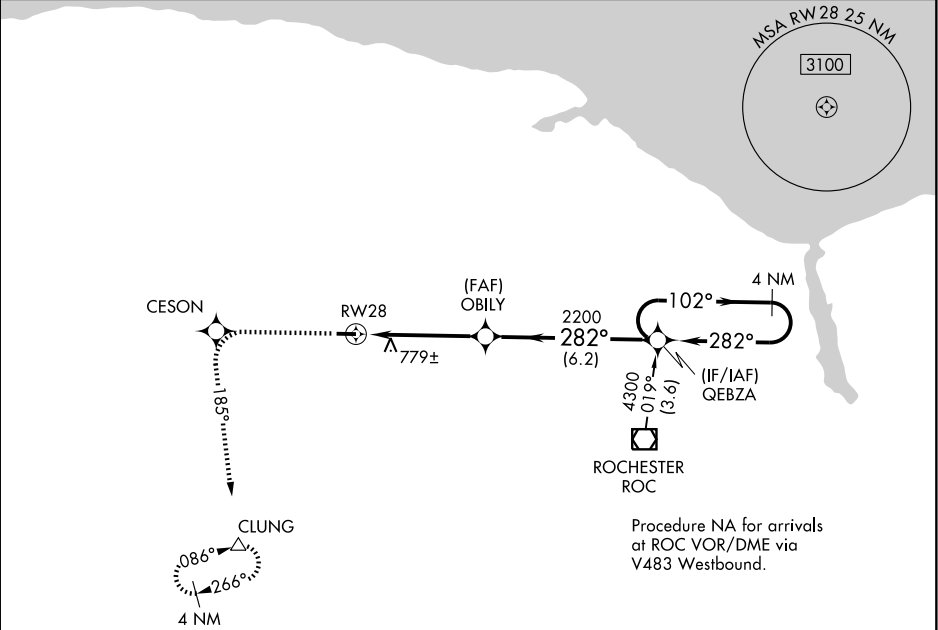 MSA RW28 25 NM
3100
4 NM
(FAF)
OBILY
CESON
RW28
102°
2200
282°
(6.2)
282°
779±
(IF/IAF)
QEBZA
4300
019°
(3.6)
185°
ROCHESTER
ROC
CLUNG
Procedure NA for arrivals
at ROC VOR/DME via
V483 Westbound.
086°
266°
4 NM